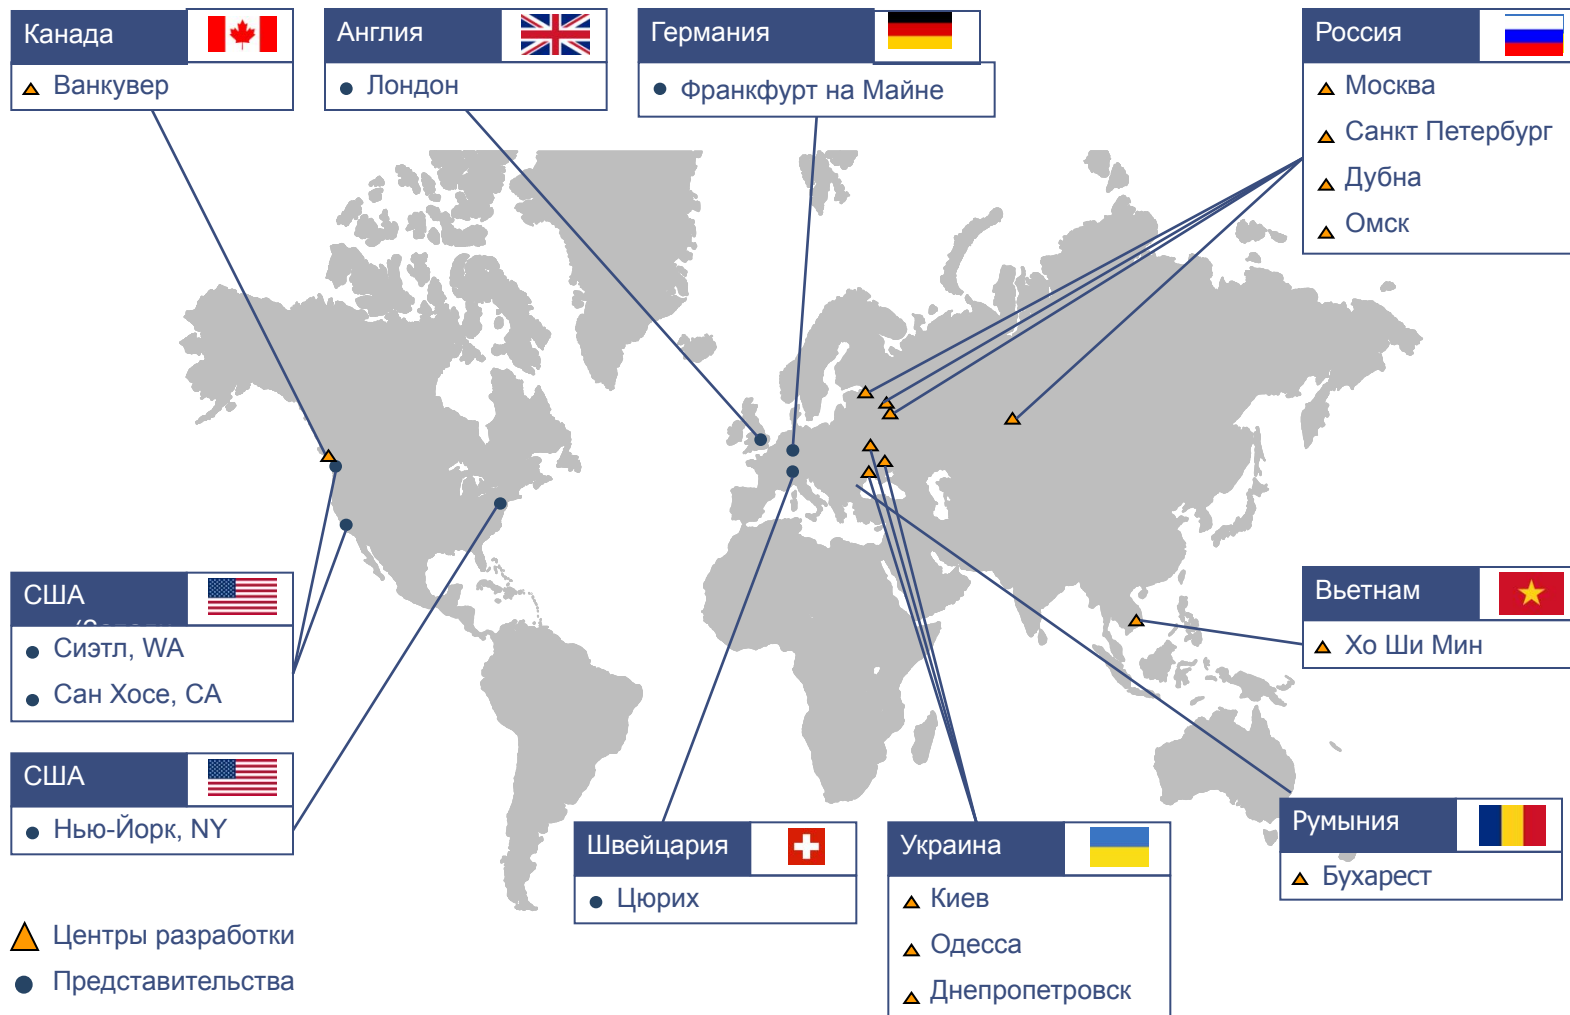 Канада
Ванкувер
Англия
Лондон
Германия
Франкфурт на Майне
Россия
Москва
Санкт Петербург
Дубна
Омск
США
Сиэтл, WA
Сан Хосе, CA
США
Нью-Йорк, NY
Швейцария
Цюрих
Украина
Киев
Одесса
Днепропетровск
Вьетнам
Хо Ши Мин
Румыния
Бухарест
Центры разработки
Представительства